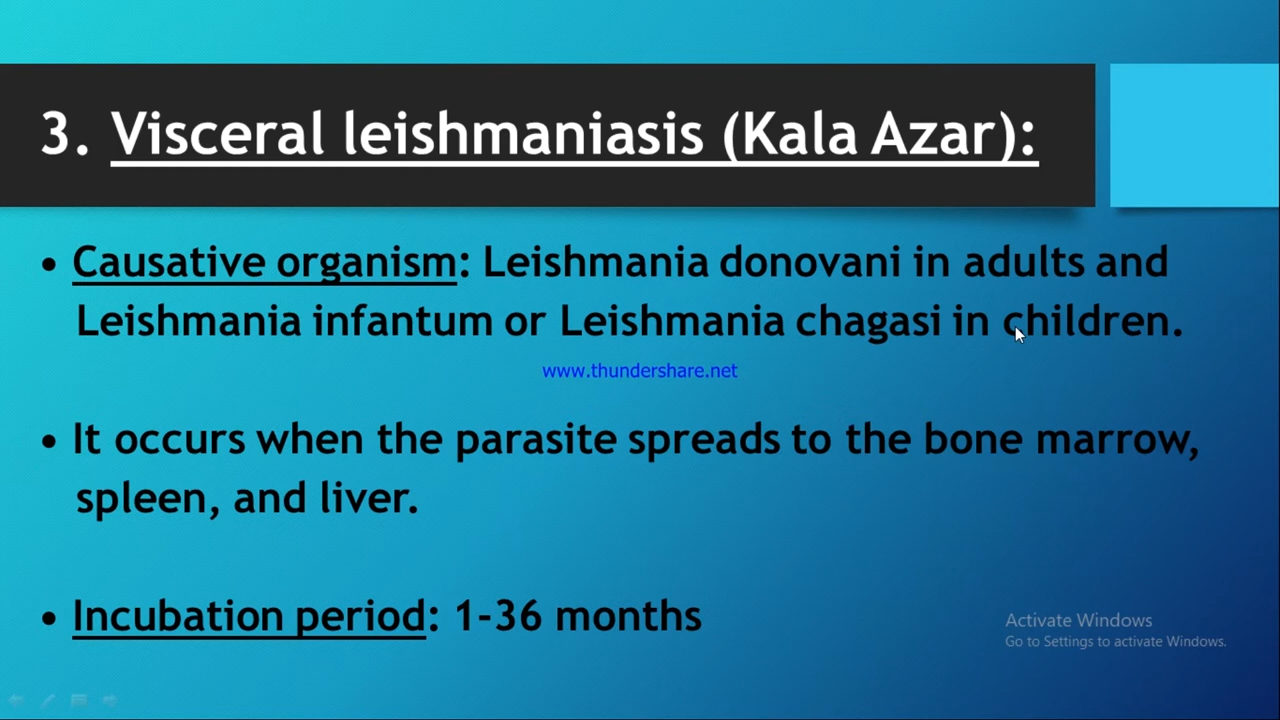 3. Visceral leishmaniasis (Kala Azar):
• Causative organism: Leishmania donovani in adults and
Leishmania infantum or Leishmania chagasi in children.
www.thundershare.net
• It occurs when the parasite spreads to the bone marrow,
spleen, and liver.
• Incubation period: 1-36 months
Activate Windows
Go to Settings to activate Windows.